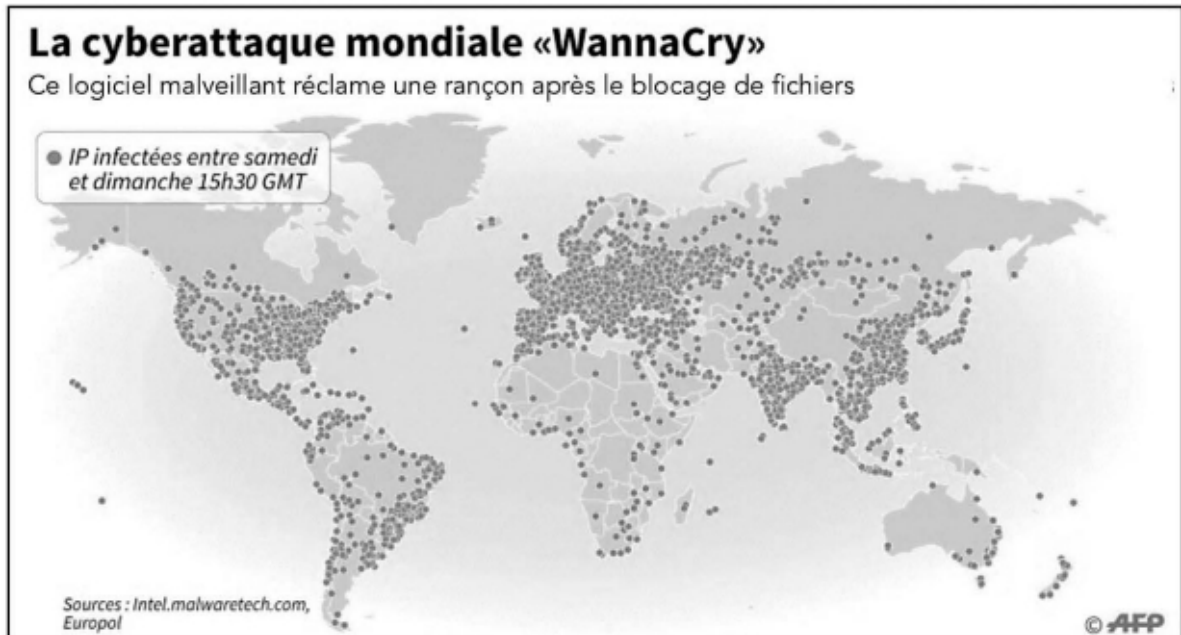 La cyberattaque mondiale «WannaCry»
Ce logiciel malveillant réclame une rançon après le blocage de fichiers
IP infectées entre samedi
et dimanche 15h30 GMT
Sources : Intel.malwaretech.com,
Europol
© AFP